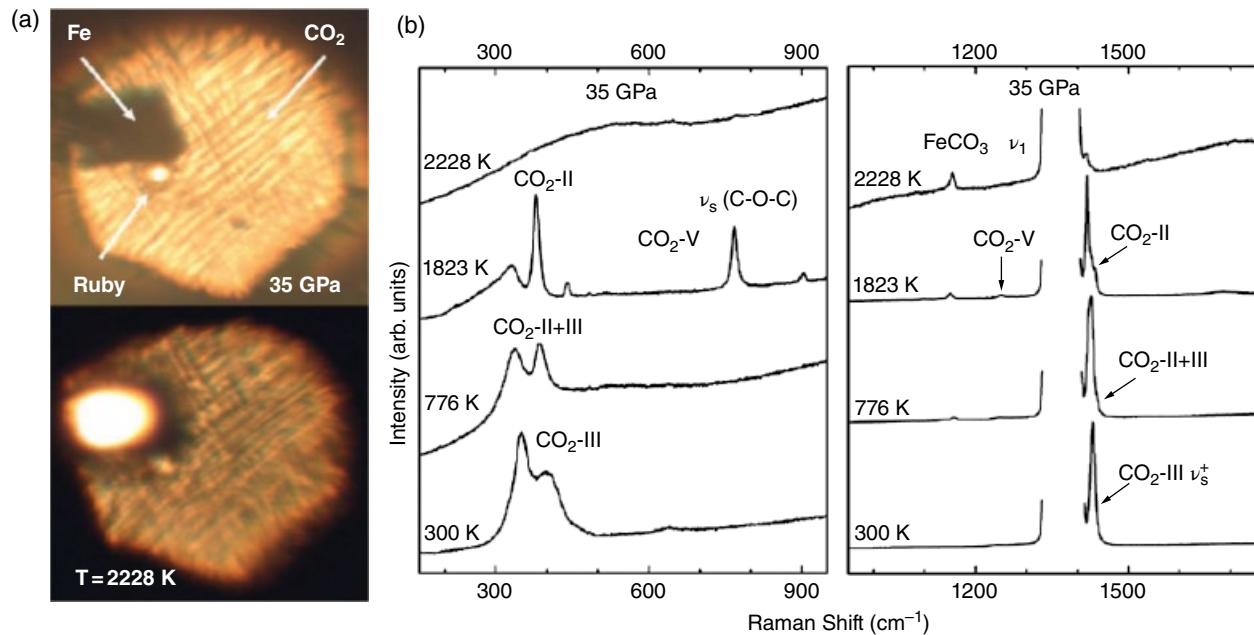 (a)
Fe
CO₂
Ruby
35 GPa
T = 2228 K
(b)
300 600 900
1200 1500
35 GPa
2228 K
CO₂-II
νₛ (C-O-C)
CO₂-V
1823 K
CO₂-II+III
776 K
CO₂-III
300 K
35 GPa
FeCO₃ ν₁
2228 K
CO₂-V
CO₂-II
1823 K
CO₂-II+III
776 K
CO₂-III νₛ⁺
300 K
Intensity (arb. units)
300 600 900
1200 1500
Raman Shift (cm⁻¹)